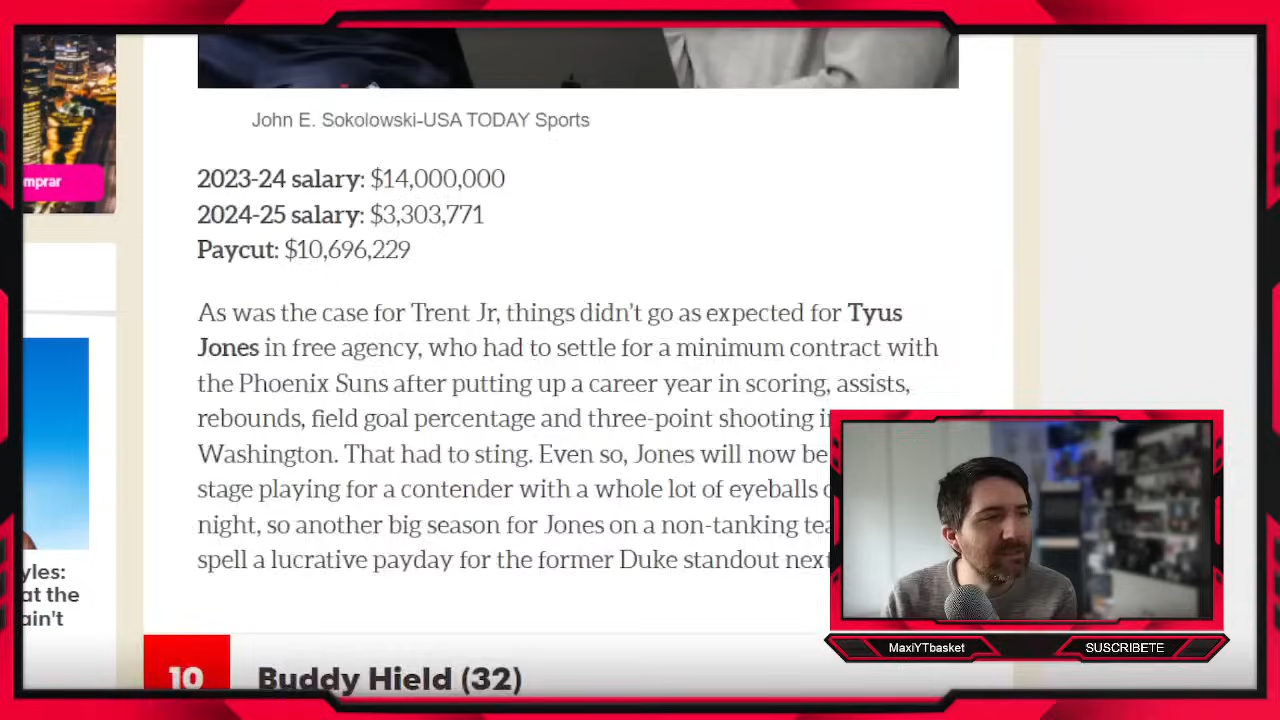 John E. Sokolowski-USA TODAY Sports
mprar
2023-24 salary: $14,000,000
2024-25 salary: $3,303,771
Paycut: $10,696,229
As was the case for Trent Jr, things didn't go as expected for Tyus
Jones in free agency, who had to settle for a minimum contract with
the Phoenix Suns after putting up a career year in scoring, assists,
rebounds, field goal percentage and three-point shooting
Washington. That had to sting. Even so, Jones will now be
stage playing for a contender with a whole lot of eyeballs
night, so another big season for Jones on a non-tanking
spell a lucrative payday for the former Duke standout next
yles:
at the
ain't
10 Buddy Hield (32)
MaxiYTbasket
SUSCRIBETE